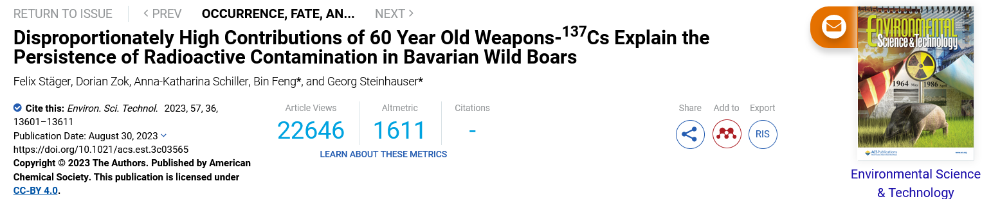 RETURN TO ISSUE
< PREV
OCCURRENCE, FATE, AN...
NEXT >
Disproportionately High Contributions of 60 Year Old Weapons-¹³⁷Cs Explain the
Persistence of Radioactive Contamination in Bavarian Wild Boars
Felix Stäger, Dorian Zok, Anna-Katharina Schiller, Bin Feng*, and Georg Steinhauser*
Cite this: Environ. Sci. Technol. 2023, 57, 36,
13601–13611
Publication Date: August 30, 2023
https://doi.org/10.1021/acs.est.3c03565
Copyright © 2023 The Authors. Published by American
Chemical Society. This publication is licensed under
CC-BY 4.0.
Article Views
22646
Altmetric
1611
Citations
-
LEARN ABOUT THESE METRICS
Share
Add to
Export
RIS
ENVIRONMENTAL
Science & Technology
1964 May
1986 April
ACS Publications
Environmental Science
& Technology